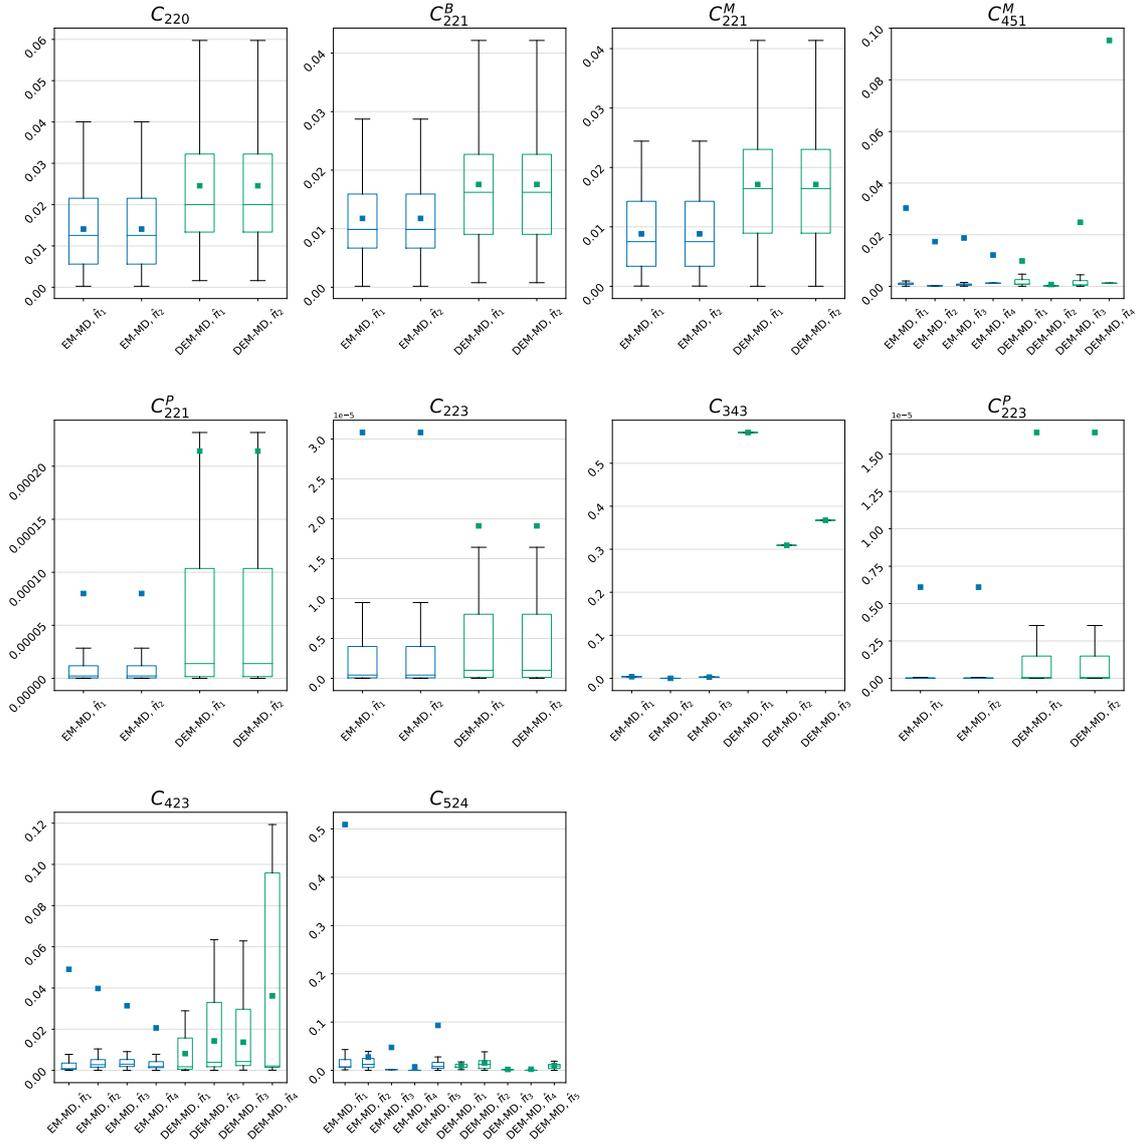 C₂₂₀
0.06
0.05
0.04
0.03
0.02
0.01
0.00
EM-MD, π̃₁
EM-MD, π̃₂
DEM-MD, π̃₁
DEM-MD, π̃₂
C₂₂₁ᴮ
0.04
0.03
0.02
0.01
0.00
EM-MD, π̃₁
EM-MD, π̃₂
DEM-MD, π̃₁
DEM-MD, π̃₂
C₂₂₁ᴹ
0.04
0.03
0.02
0.01
0.00
EM-MD, π̃₁
EM-MD, π̃₂
DEM-MD, π̃₁
DEM-MD, π̃₂
C₄₅₁ᴹ
0.10
0.08
0.06
0.04
0.02
0.00
EM-MD, π̃₁
EM-MD, π̃₂
EM-MD, π̃₃
EM-MD, π̃₄
DEM-MD, π̃₁
DEM-MD, π̃₂
DEM-MD, π̃₃
DEM-MD, π̃₄
C₂₂₁ᴾ
0.00020
0.00015
0.00010
0.00005
0.00000
EM-MD, π̃₁
EM-MD, π̃₂
DEM-MD, π̃₁
DEM-MD, π̃₂
C₂₂₃
1e−5
3.0
2.5
2.0
1.5
1.0
0.5
0.0
EM-MD, π̃₁
EM-MD, π̃₂
DEM-MD, π̃₁
DEM-MD, π̃₂
C₃₄₃
0.5
0.4
0.3
0.2
0.1
0.0
EM-MD, π̃₁
EM-MD, π̃₂
EM-MD, π̃₃
DEM-MD, π̃₁
DEM-MD, π̃₂
DEM-MD, π̃₃
C₂₂₃ᴾ
1e−5
1.50
1.25
1.00
0.75
0.50
0.25
0.00
EM-MD, π̃₁
EM-MD, π̃₂
DEM-MD, π̃₁
DEM-MD, π̃₂
C₄₂₃
0.12
0.10
0.08
0.06
0.04
0.02
0.00
EM-MD, π̃₁
EM-MD, π̃₂
EM-MD, π̃₃
EM-MD, π̃₄
DEM-MD, π̃₁
DEM-MD, π̃₂
DEM-MD, π̃₃
DEM-MD, π̃₄
C₅₂₄
0.5
0.4
0.3
0.2
0.1
0.0
EM-MD, π̃₁
EM-MD, π̃₂
EM-MD, π̃₃
EM-MD, π̃₄
EM-MD, π̃₅
DEM-MD, π̃₁
DEM-MD, π̃₂
DEM-MD, π̃₃
DEM-MD, π̃₄
DEM-MD, π̃₅